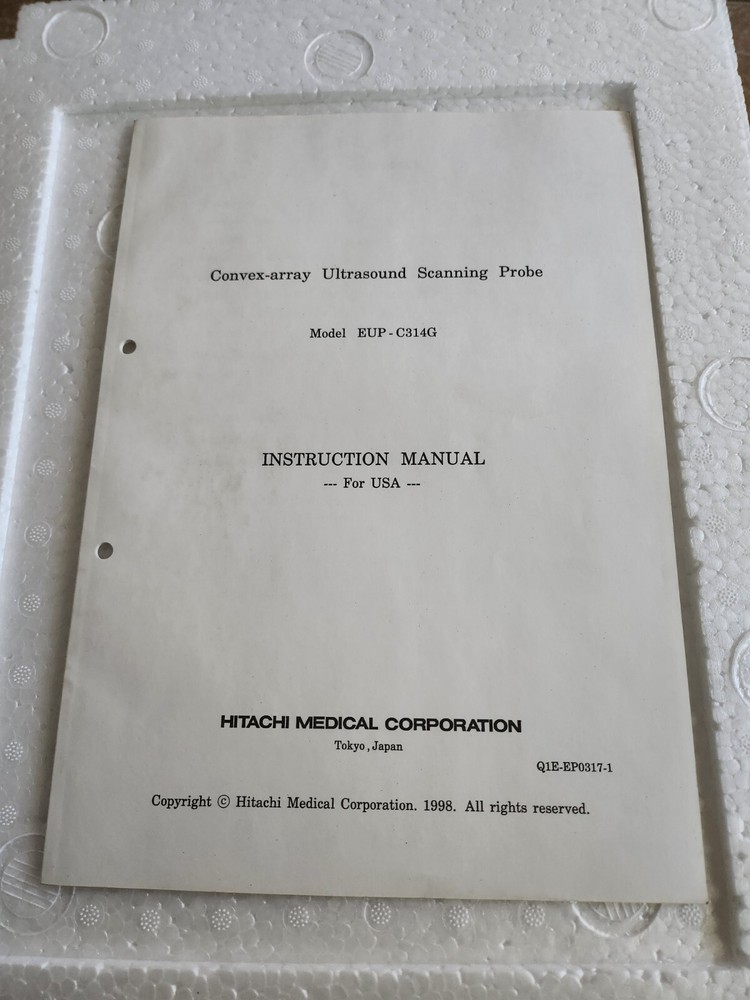 Convex-array Ultrasound Scanning Probe
Model EUP-C314G
INSTRUCTION MANUAL
--- For USA ---
HITACHI MEDICAL CORPORATION
Tokyo, Japan
Q1E-EP0317-1
Copyright © Hitachi Medical Corporation. 1998. All rights reserved.